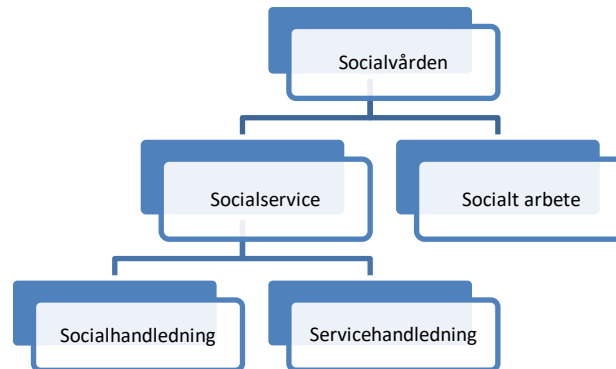 Socialvården
Socialservice
Socialt arbete
Socialhandledning
Servicehandledning